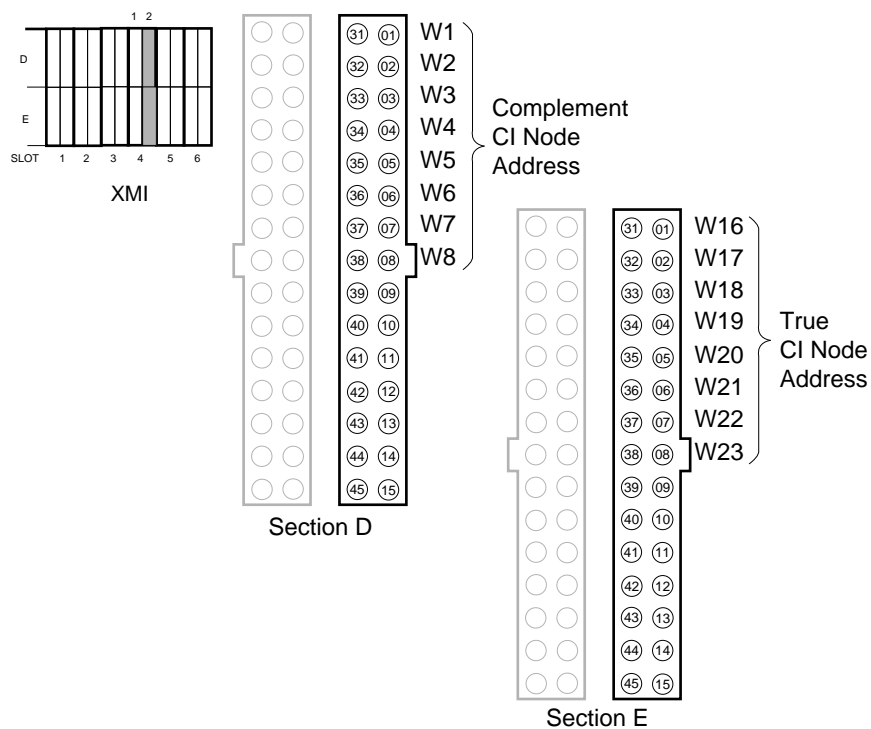 1 2
D
E
SLOT 1 2 3 4 5 6
XMI
31 01 W1
32 02 W2
33 03 W3
34 04 W4
35 05 W5
36 06 W6
37 07 W7
38 08 W8
39 09
40 10
41 11
42 12
43 13
44 14
45 15
Complement
CI Node
Address
Section D
31 01 W16
32 02 W17
33 03 W18
34 04 W19
35 05 W20
36 06 W21
37 07 W22
38 08 W23
39 09
40 10
41 11
42 12
43 13
44 14
45 15
True
CI Node
Address
Section E